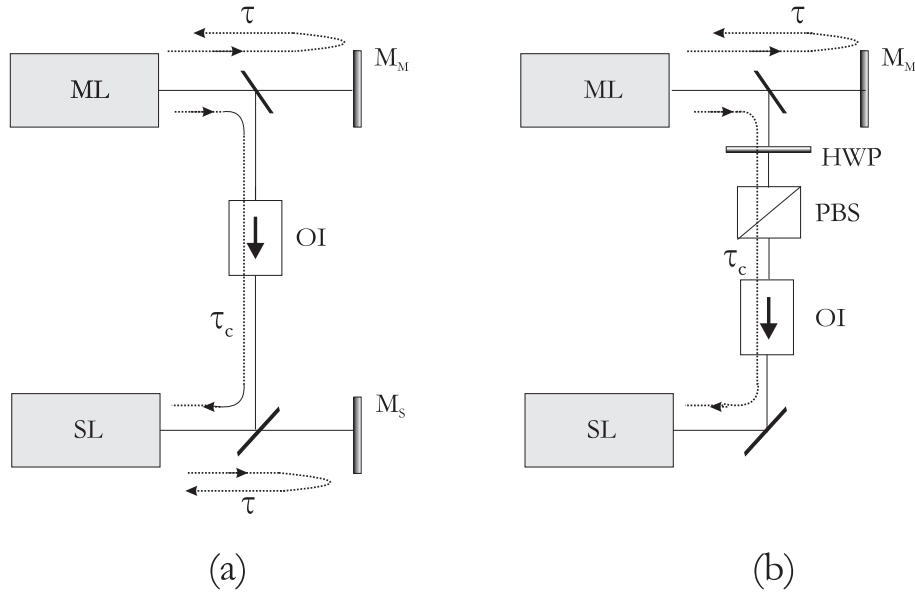 τ
M_M
ML
OI
τ_c
SL
M_S
τ
(a)
τ
M_M
ML
HWP
PBS
τ_c
OI
SL
(b)